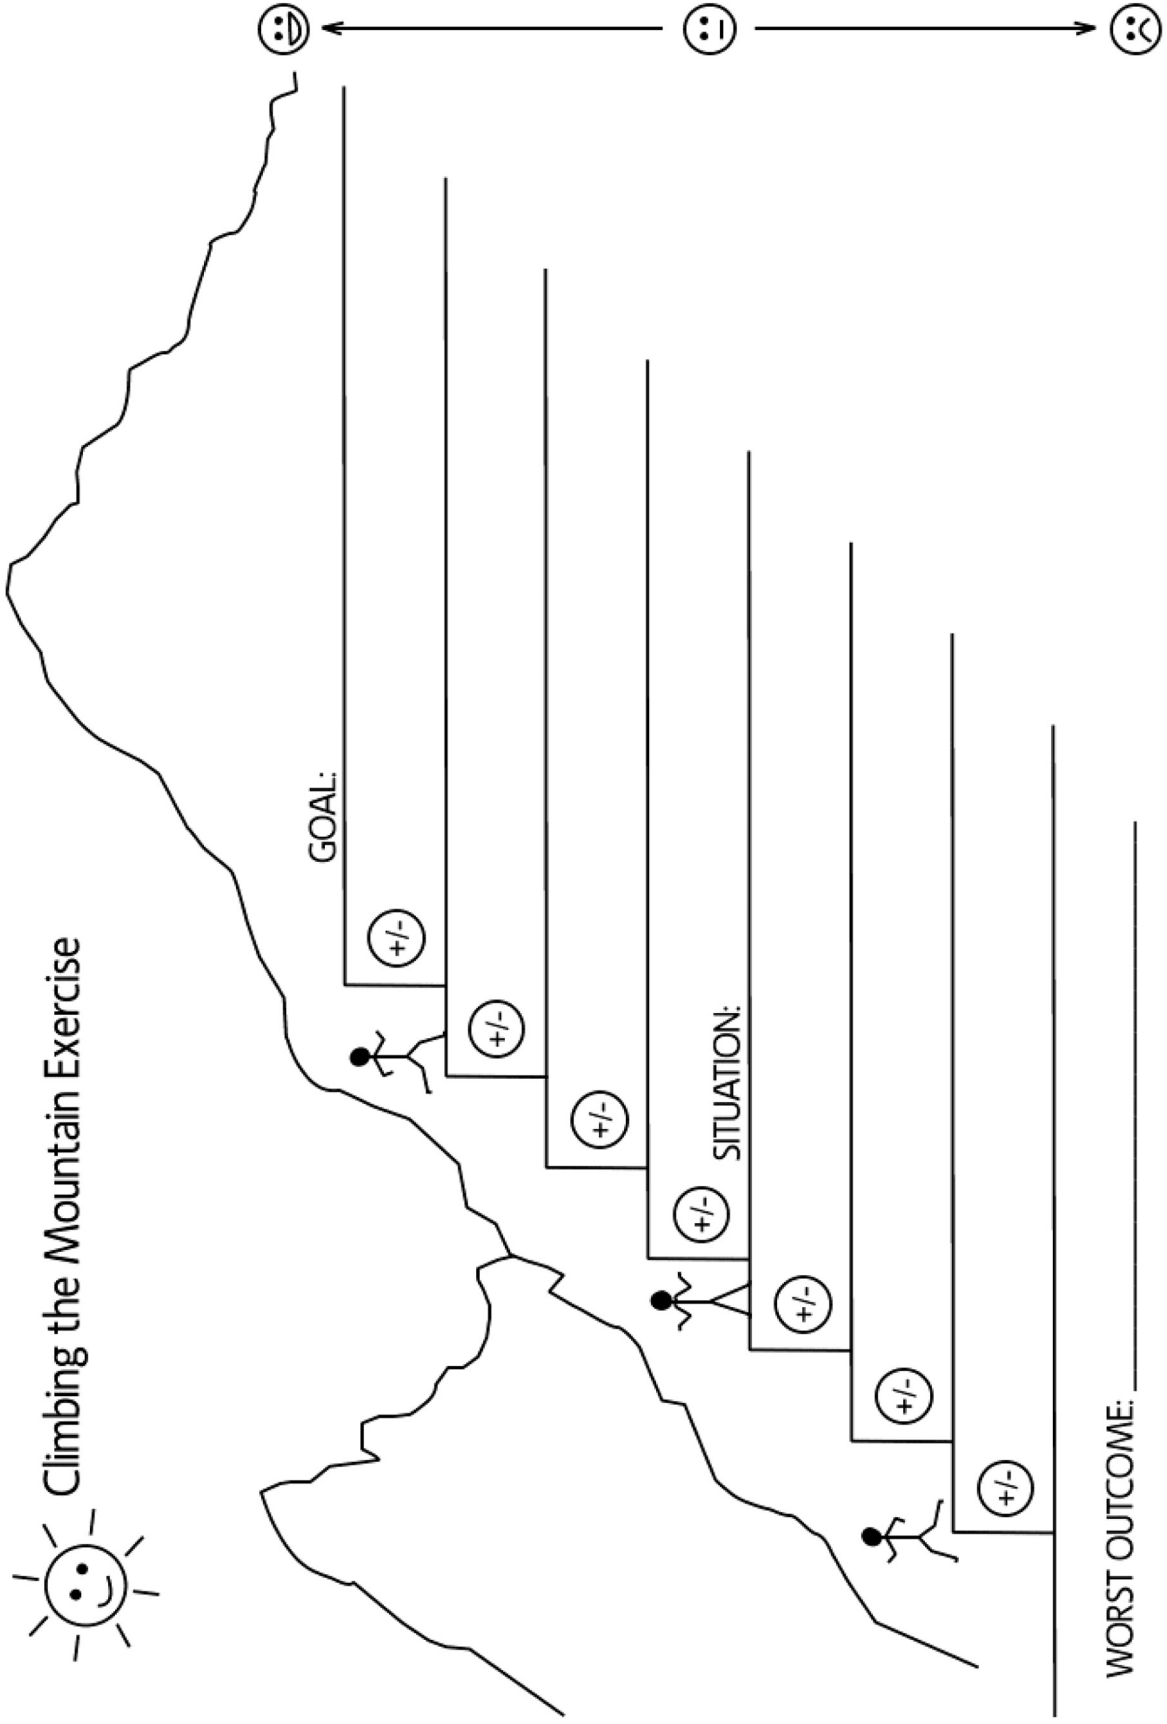 Climbing the Mountain Exercise
GOAL:
+/-
+/-
+/-
SITUATION:
+/-
+/-
+/-
+/-
WORST OUTCOME: